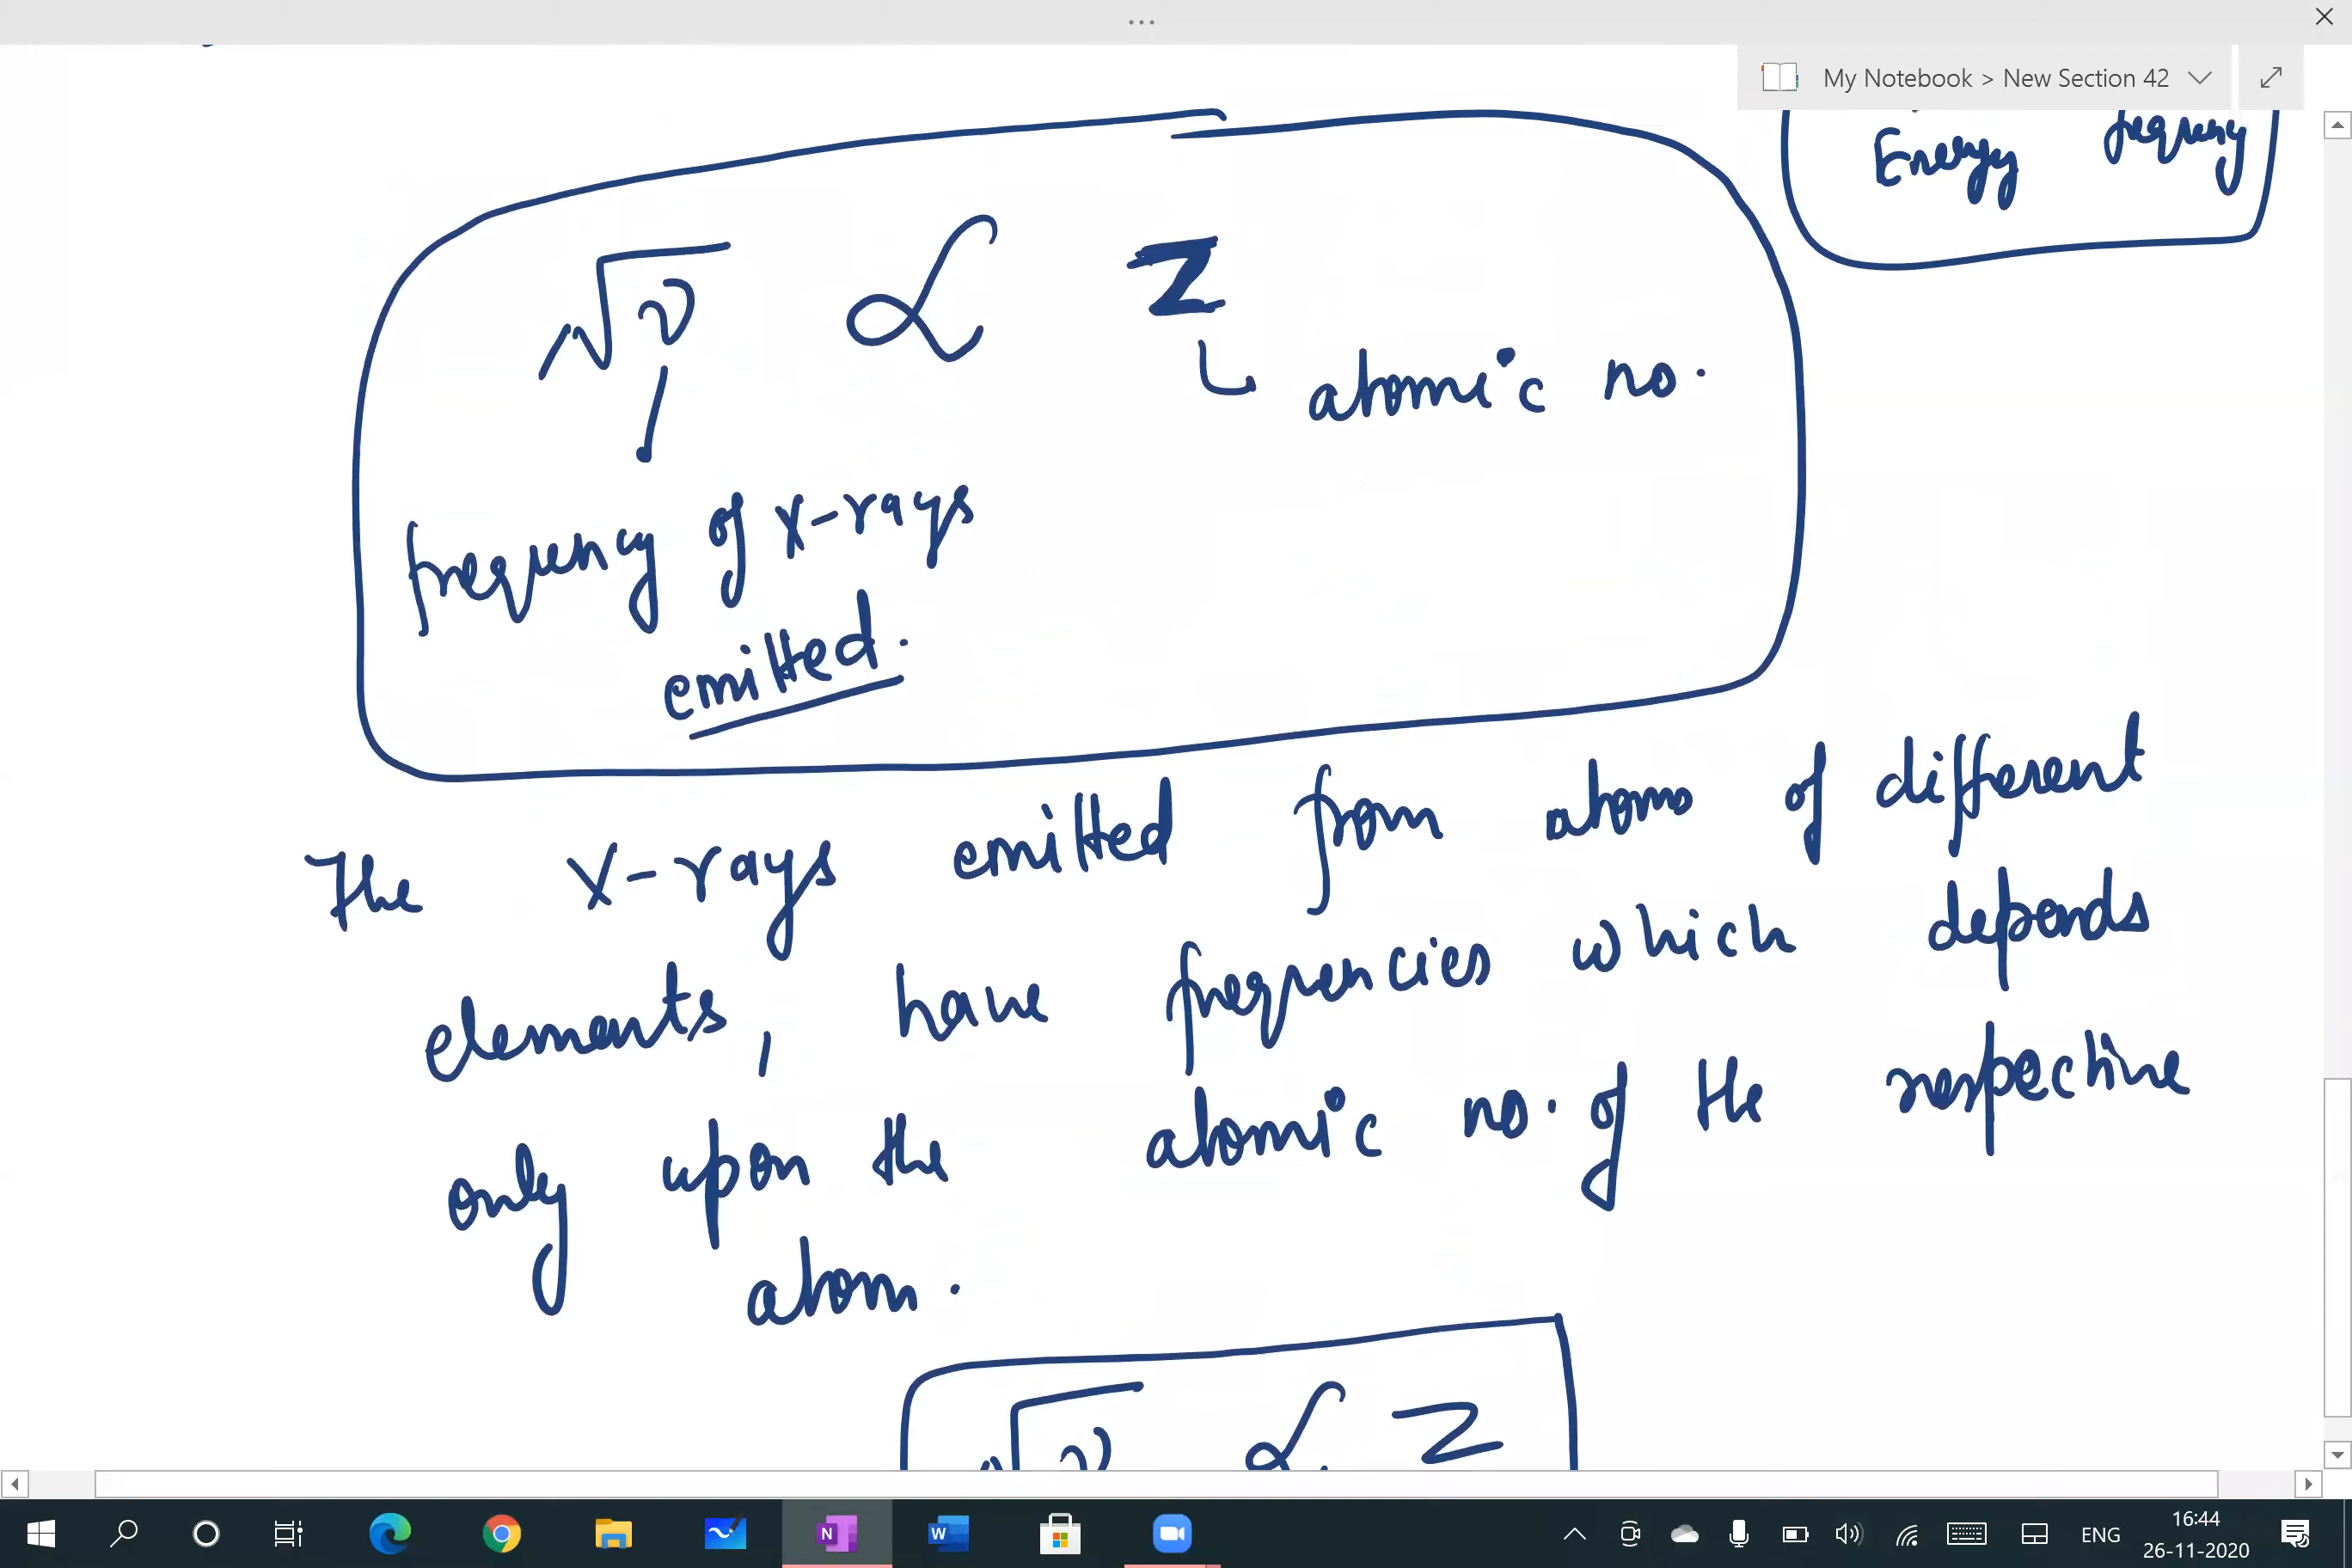 ...
My Notebook > New Section 42
Energy frequency
√ν ∝ Z
atomic no.
frequency of X-rays
emitted.
The X-rays emitted from atoms of different
elements, have frequencies which depends
only upon the atomic no. of the respective
atom.
√ν ∝ Z
ENG
16:44
26-11-2020